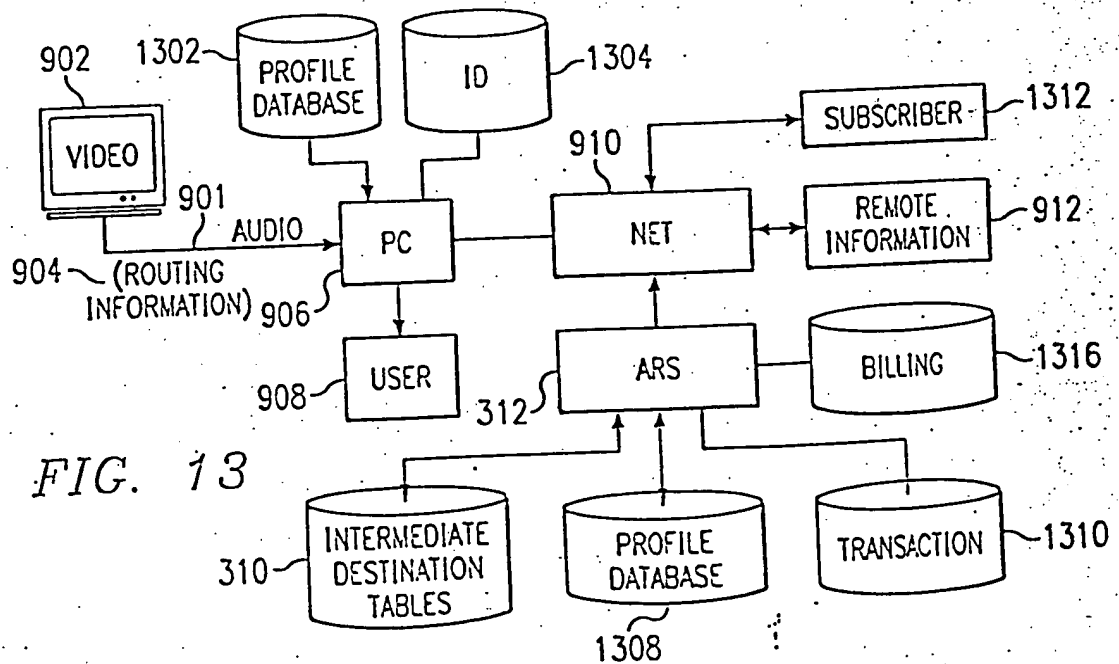 1302
PROFILE
DATABASE
ID
1304
902
VIDEO
SUBSCRIBER
1312
910
901
AUDIO
PC
NET
REMOTE
INFORMATION
912
904
(ROUTING
INFORMATION)
906
USER
908
ARS
312
BILLING
1316
FIG. 13
310
INTERMEDIATE
DESTINATION
TABLES
PROFILE
DATABASE
1308
TRANSACTION
1310